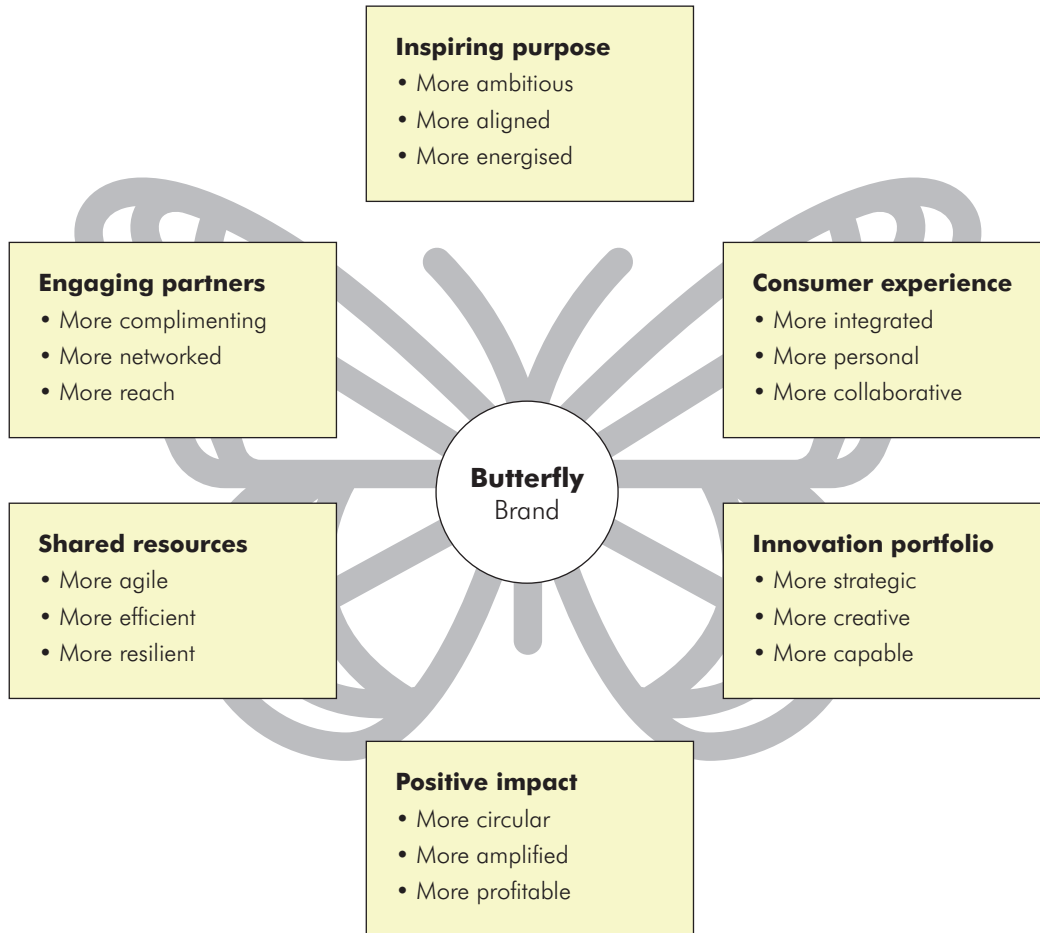 Inspiring purpose
• More ambitious
• More aligned
• More energised
Engaging partners
• More complimenting
• More networked
• More reach
Consumer experience
• More integrated
• More personal
• More collaborative
Butterfly
Brand
Shared resources
• More agile
• More efficient
• More resilient
Innovation portfolio
• More strategic
• More creative
• More capable
Positive impact
• More circular
• More amplified
• More profitable